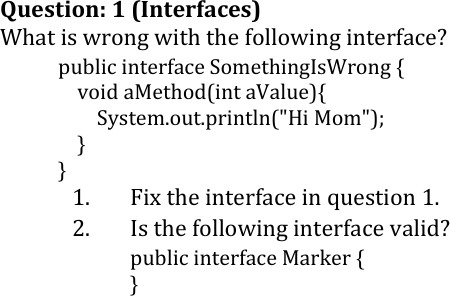 Question: 1 (Interfaces)
What is wrong with the following interface?
public interface SomethingIsWrong {
void aMethod(int aValue){
System.out.println("Hi Mom");
}
}
1. Fix the interface in question 1.
2. Is the following interface valid?
public interface Marker {
}